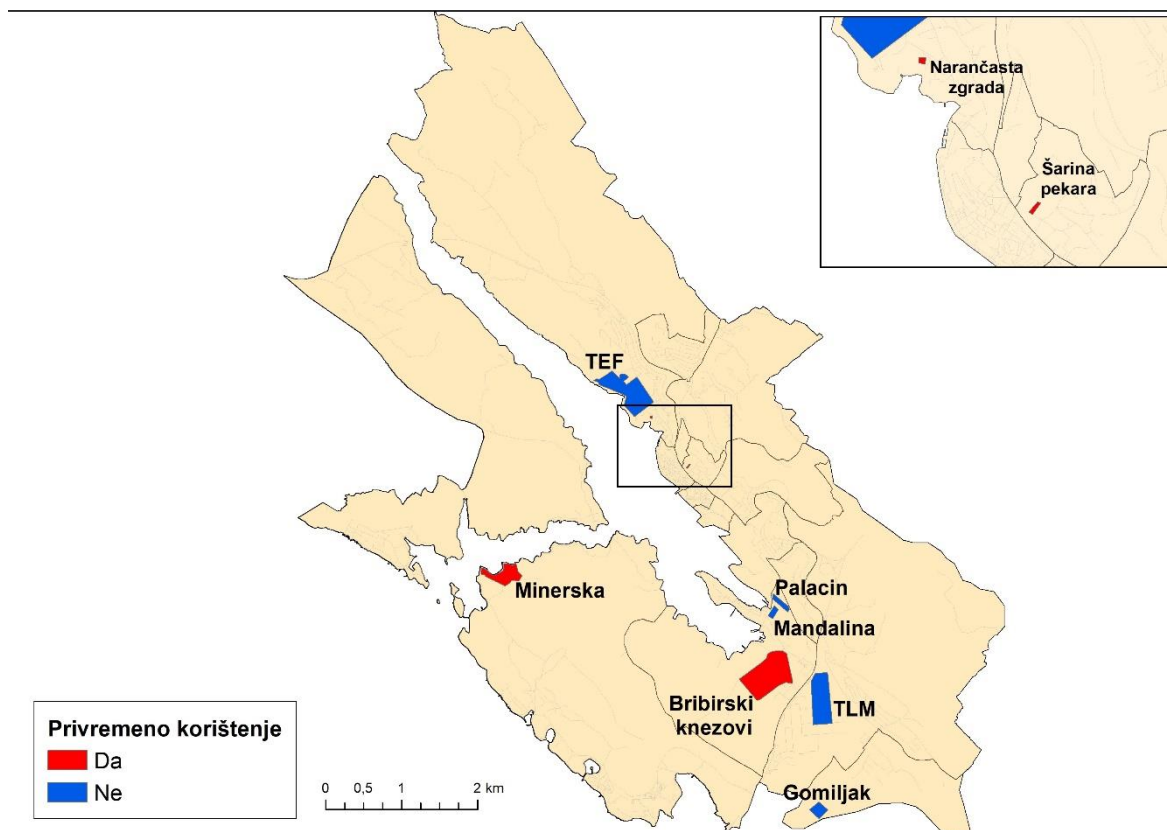 Narančasta
zgrada
Šarina
pekara
TEF
Minerska
Palacin
Mandalina
Bribirski
knezovi
TLM
Gomiljak
Privremeno korištenje
Da
Ne
0 0,5 1 2 km